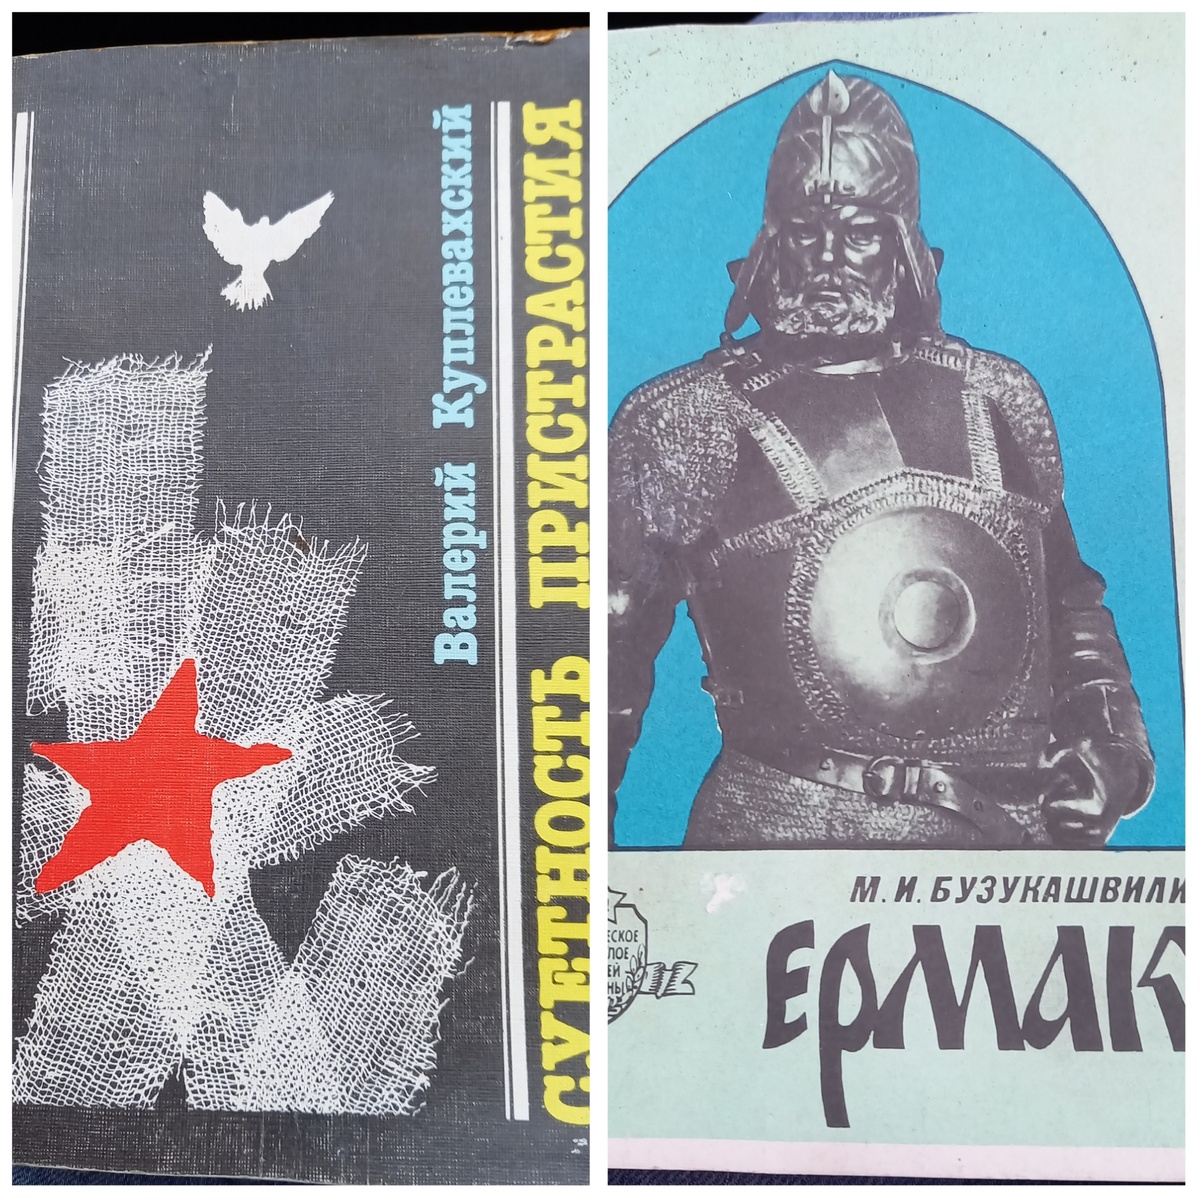 Валерий Куплевахский
СУЕТНОСТЬ ПРИСТРАСТИЯ
М. И. БУЗУКАШВИЛИ
ЕРМАК